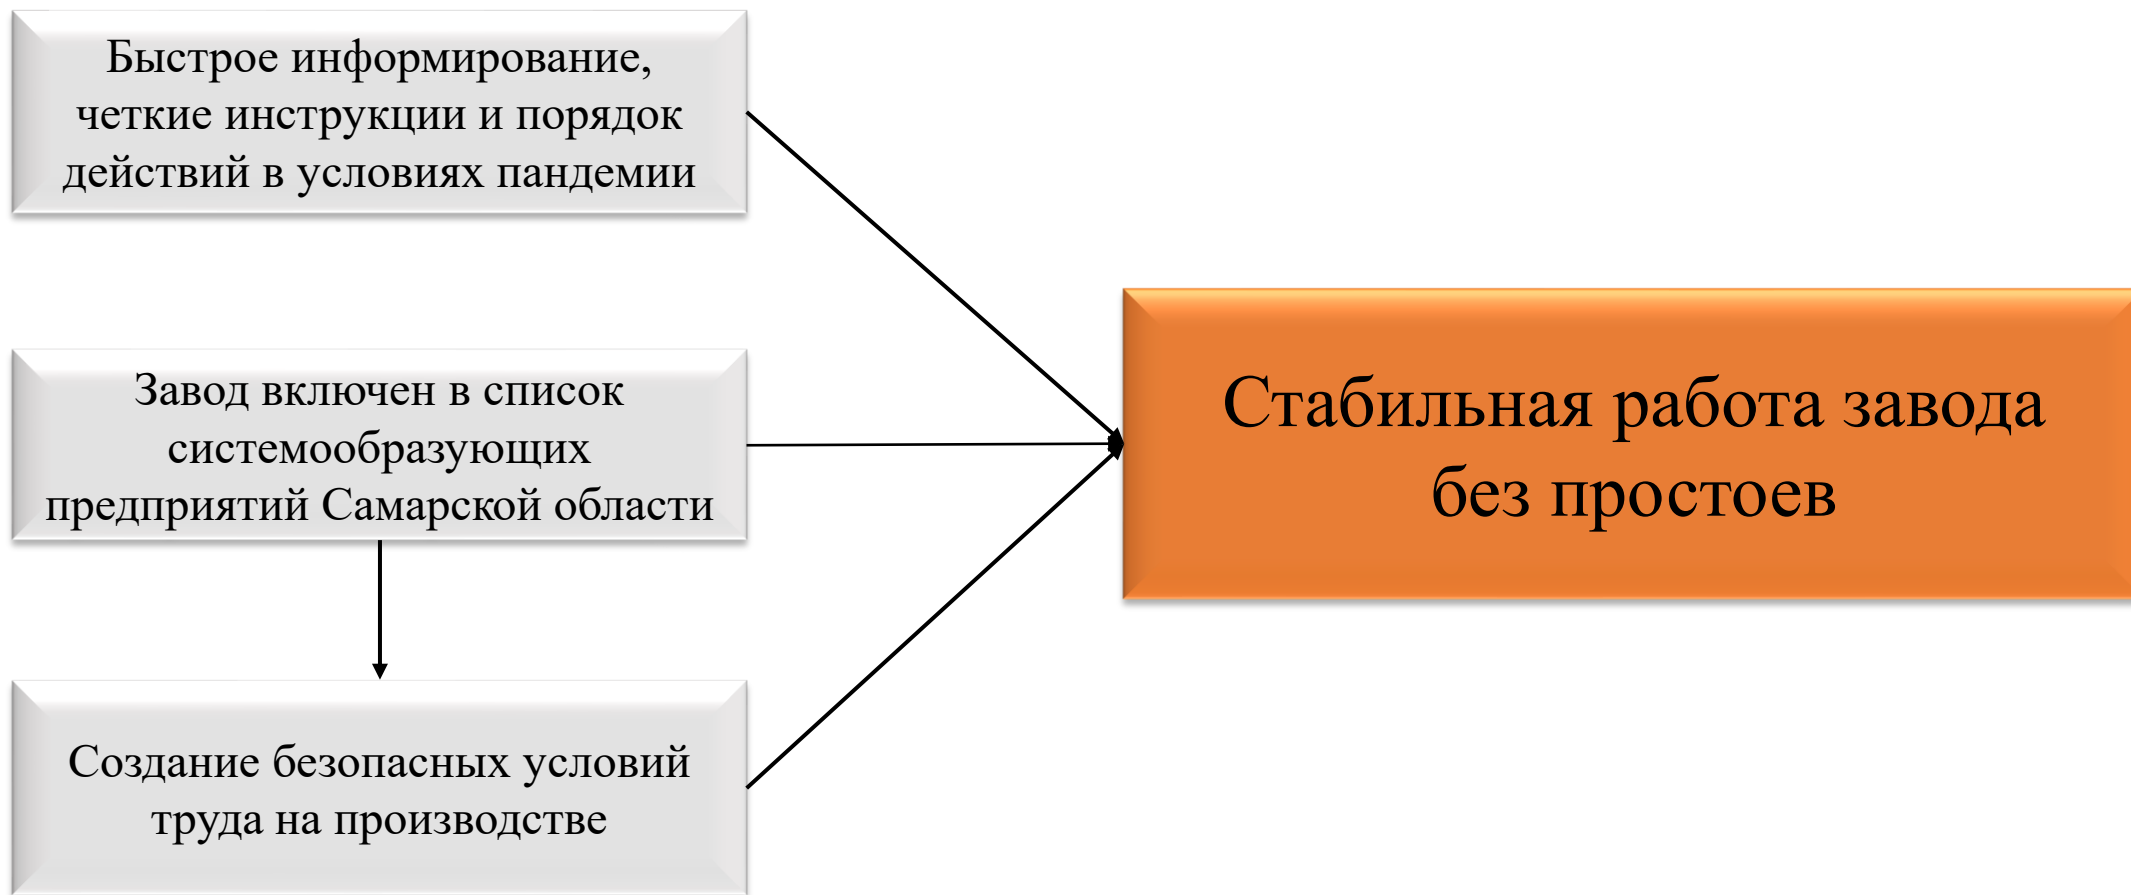 Быстрое информирование,
четкие инструкции и порядок
действий в условиях пандемии
Завод включен в список
системообразующих
предприятий Самарской области
Создание безопасных условий
труда на производстве
Стабильная работа завода
без простоев